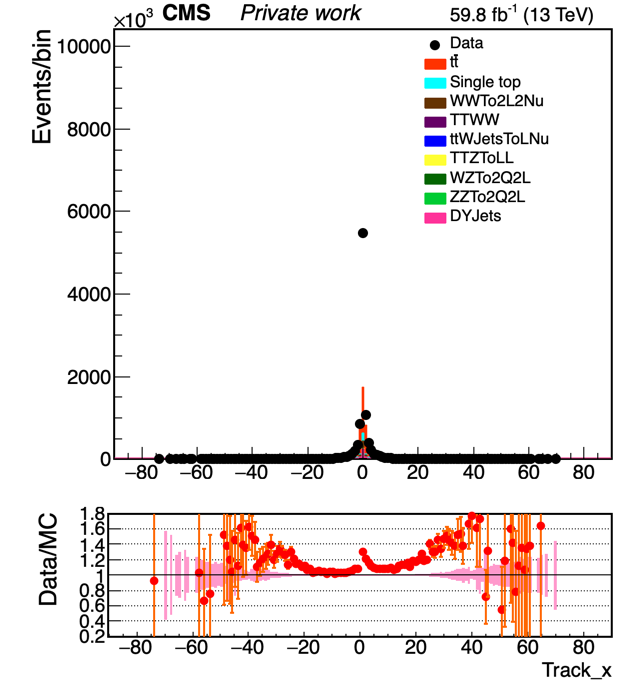 ×10³ CMS Private work 59.8 fb⁻¹ (13 TeV)
Events/bin
10000
8000
6000
4000
2000
0
Data
tt̄
Single top
WWTo2L2Nu
TTWW
ttWJetsToLNu
TTZToLL
WZTo2Q2L
ZZTo2Q2L
DYJets
−80 −60 −40 −20 0 20 40 60 80
Data/MC
1.8
1.6
1.4
1.2
1
0.8
0.6
0.4
0.2
−80 −60 −40 −20 0 20 40 60 80
Track_x